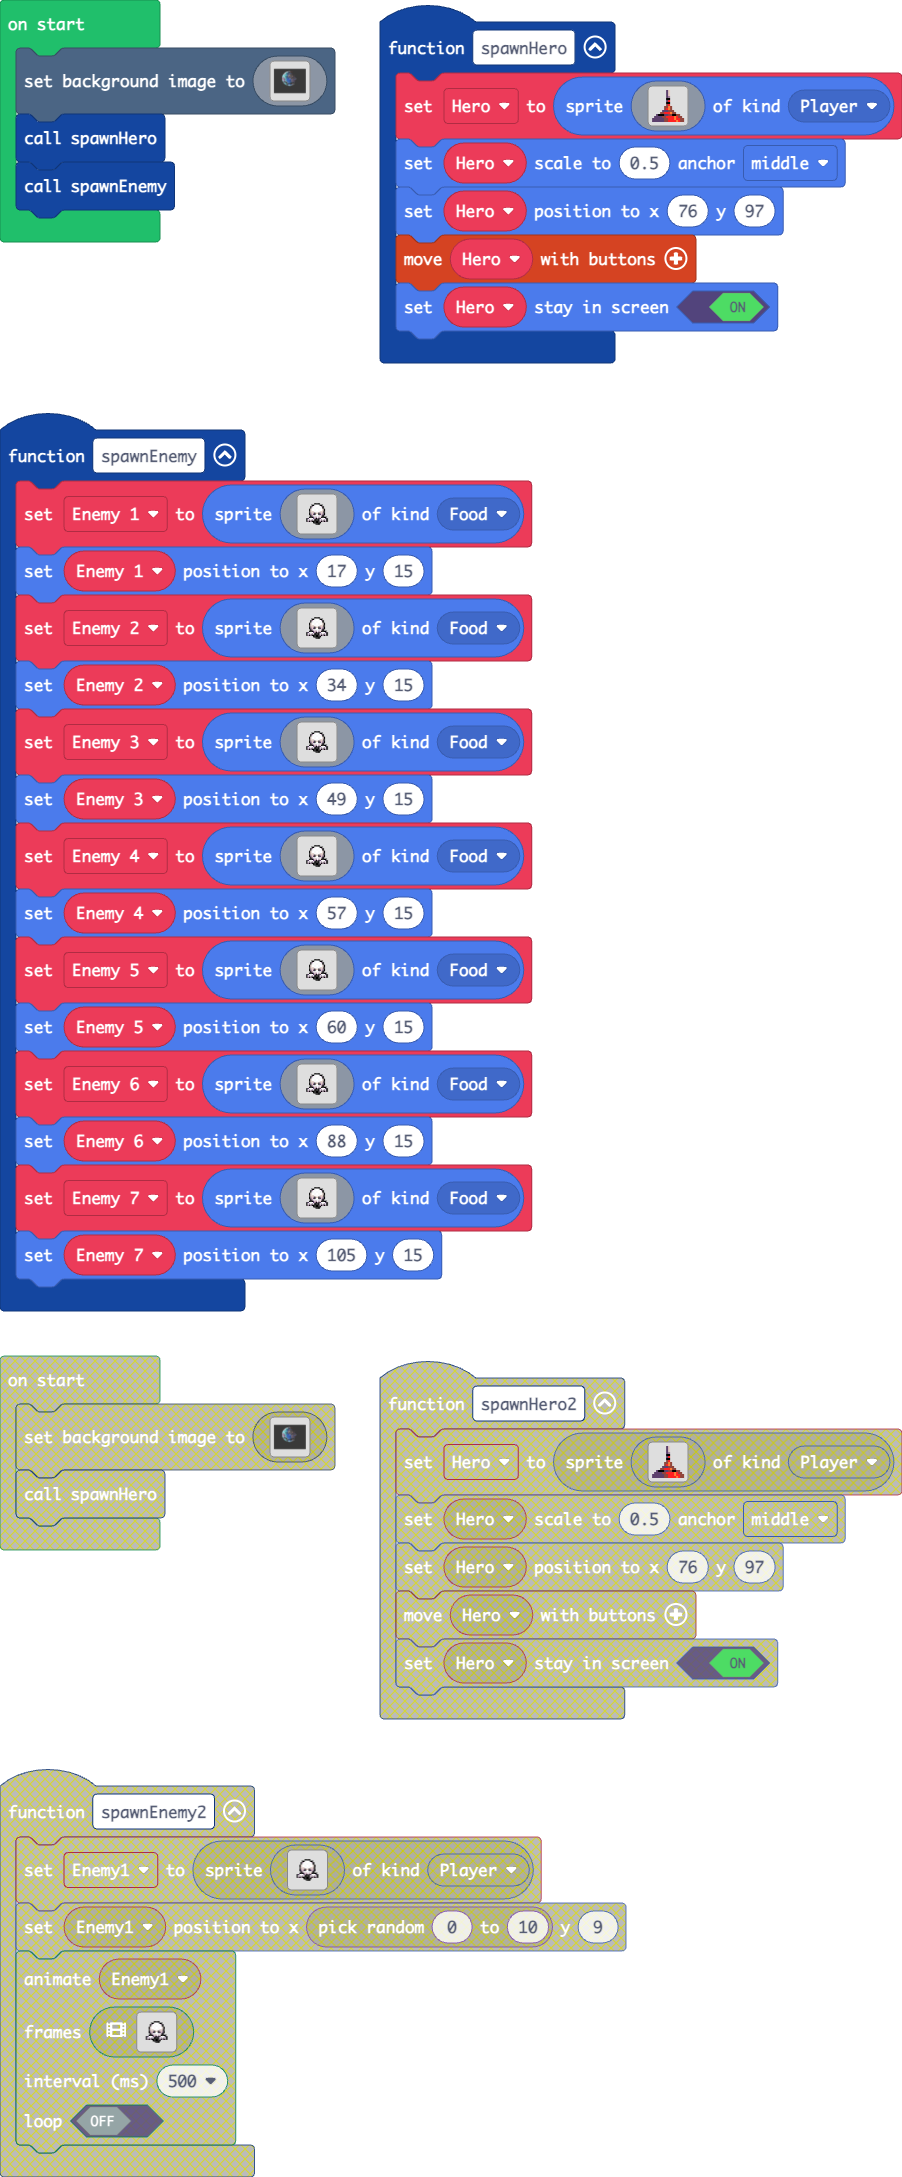 on start
set background image to
call spawnHero
call spawnEnemy
function spawnHero
set Hero to sprite of kind Player
set Hero scale to 0.5 anchor middle
set Hero position to x 76 y 97
move Hero with buttons
set Hero stay in screen ON
function spawnEnemy
set Enemy 1 to sprite of kind Food
set Enemy 1 position to x 17 y 15
set Enemy 2 to sprite of kind Food
set Enemy 2 position to x 34 y 15
set Enemy 3 to sprite of kind Food
set Enemy 3 position to x 49 y 15
set Enemy 4 to sprite of kind Food
set Enemy 4 position to x 57 y 15
set Enemy 5 to sprite of kind Food
set Enemy 5 position to x 60 y 15
set Enemy 6 to sprite of kind Food
set Enemy 6 position to x 88 y 15
set Enemy 7 to sprite of kind Food
set Enemy 7 position to x 105 y 15
on start
set background image to
call spawnHero
function spawnHero2
set Hero to sprite of kind Player
set Hero scale to 0.5 anchor middle
set Hero position to x 76 y 97
move Hero with buttons
set Hero stay in screen ON
function spawnEnemy2
set Enemy1 to sprite of kind Player
set Enemy1 position to x pick random 0 to 10 y 9
animate Enemy1
frames
interval (ms) 500
loop OFF